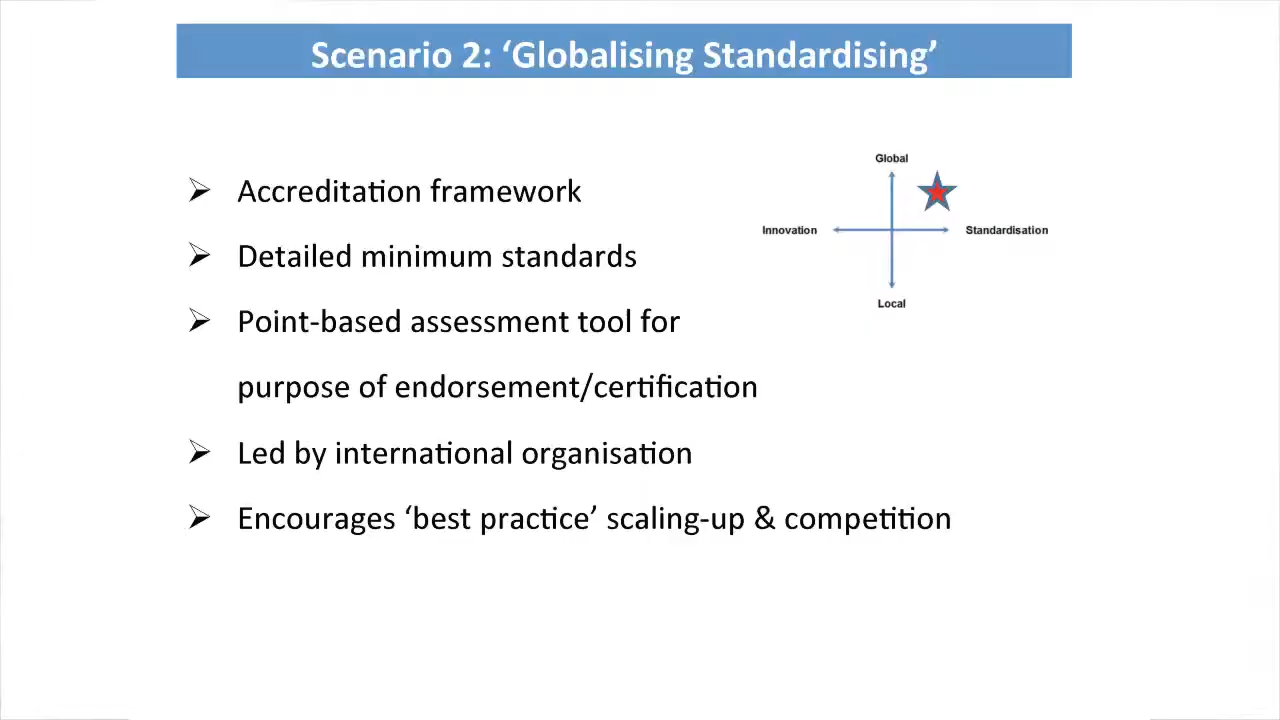 Scenario 2: ‘Globalising Standardising’
Global
Innovation
Standardisation
Local
➢ Accreditation framework
➢ Detailed minimum standards
➢ Point-based assessment tool for
purpose of endorsement/certification
➢ Led by international organisation
➢ Encourages ‘best practice’ scaling-up & competition